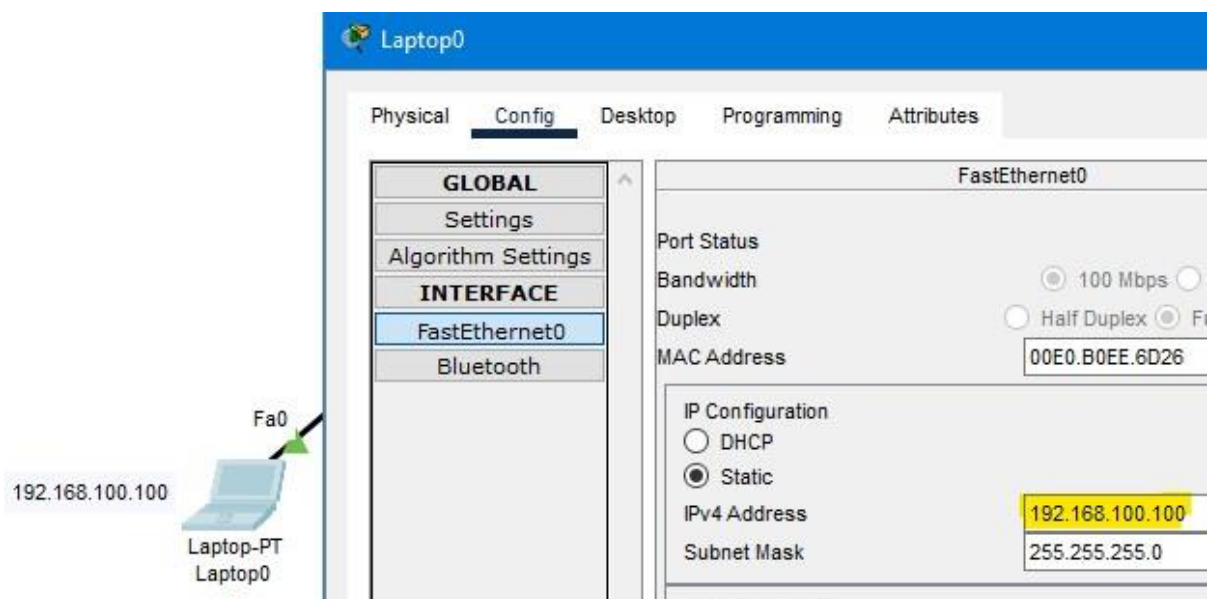 Laptop0
Physical Config Desktop Programming Attributes
GLOBAL
Settings
Algorithm Settings
INTERFACE
FastEthernet0
Bluetooth
FastEthernet0
Port Status
Bandwidth 100 Mbps
Duplex Half Duplex
MAC Address 00E0.B0EE.6D26
IP Configuration
DHCP
Static
IPv4 Address 192.168.100.100
Subnet Mask 255.255.255.0
Fa0
192.168.100.100
Laptop-PT
Laptop0